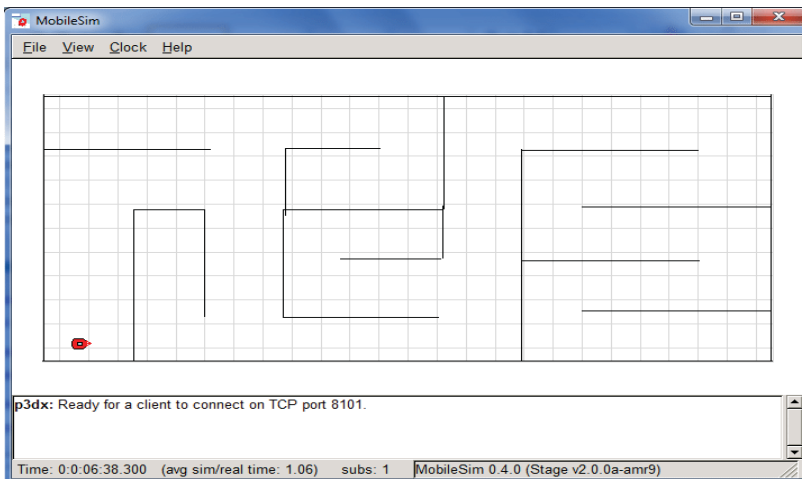 MobileSim
File View Clock Help
p3dx: Ready for a client to connect on TCP port 8101.
Time: 0:0:06:38.300 (avg sim/real time: 1.06) subs: 1 MobileSim 0.4.0 (Stage v2.0.0a-amr9)